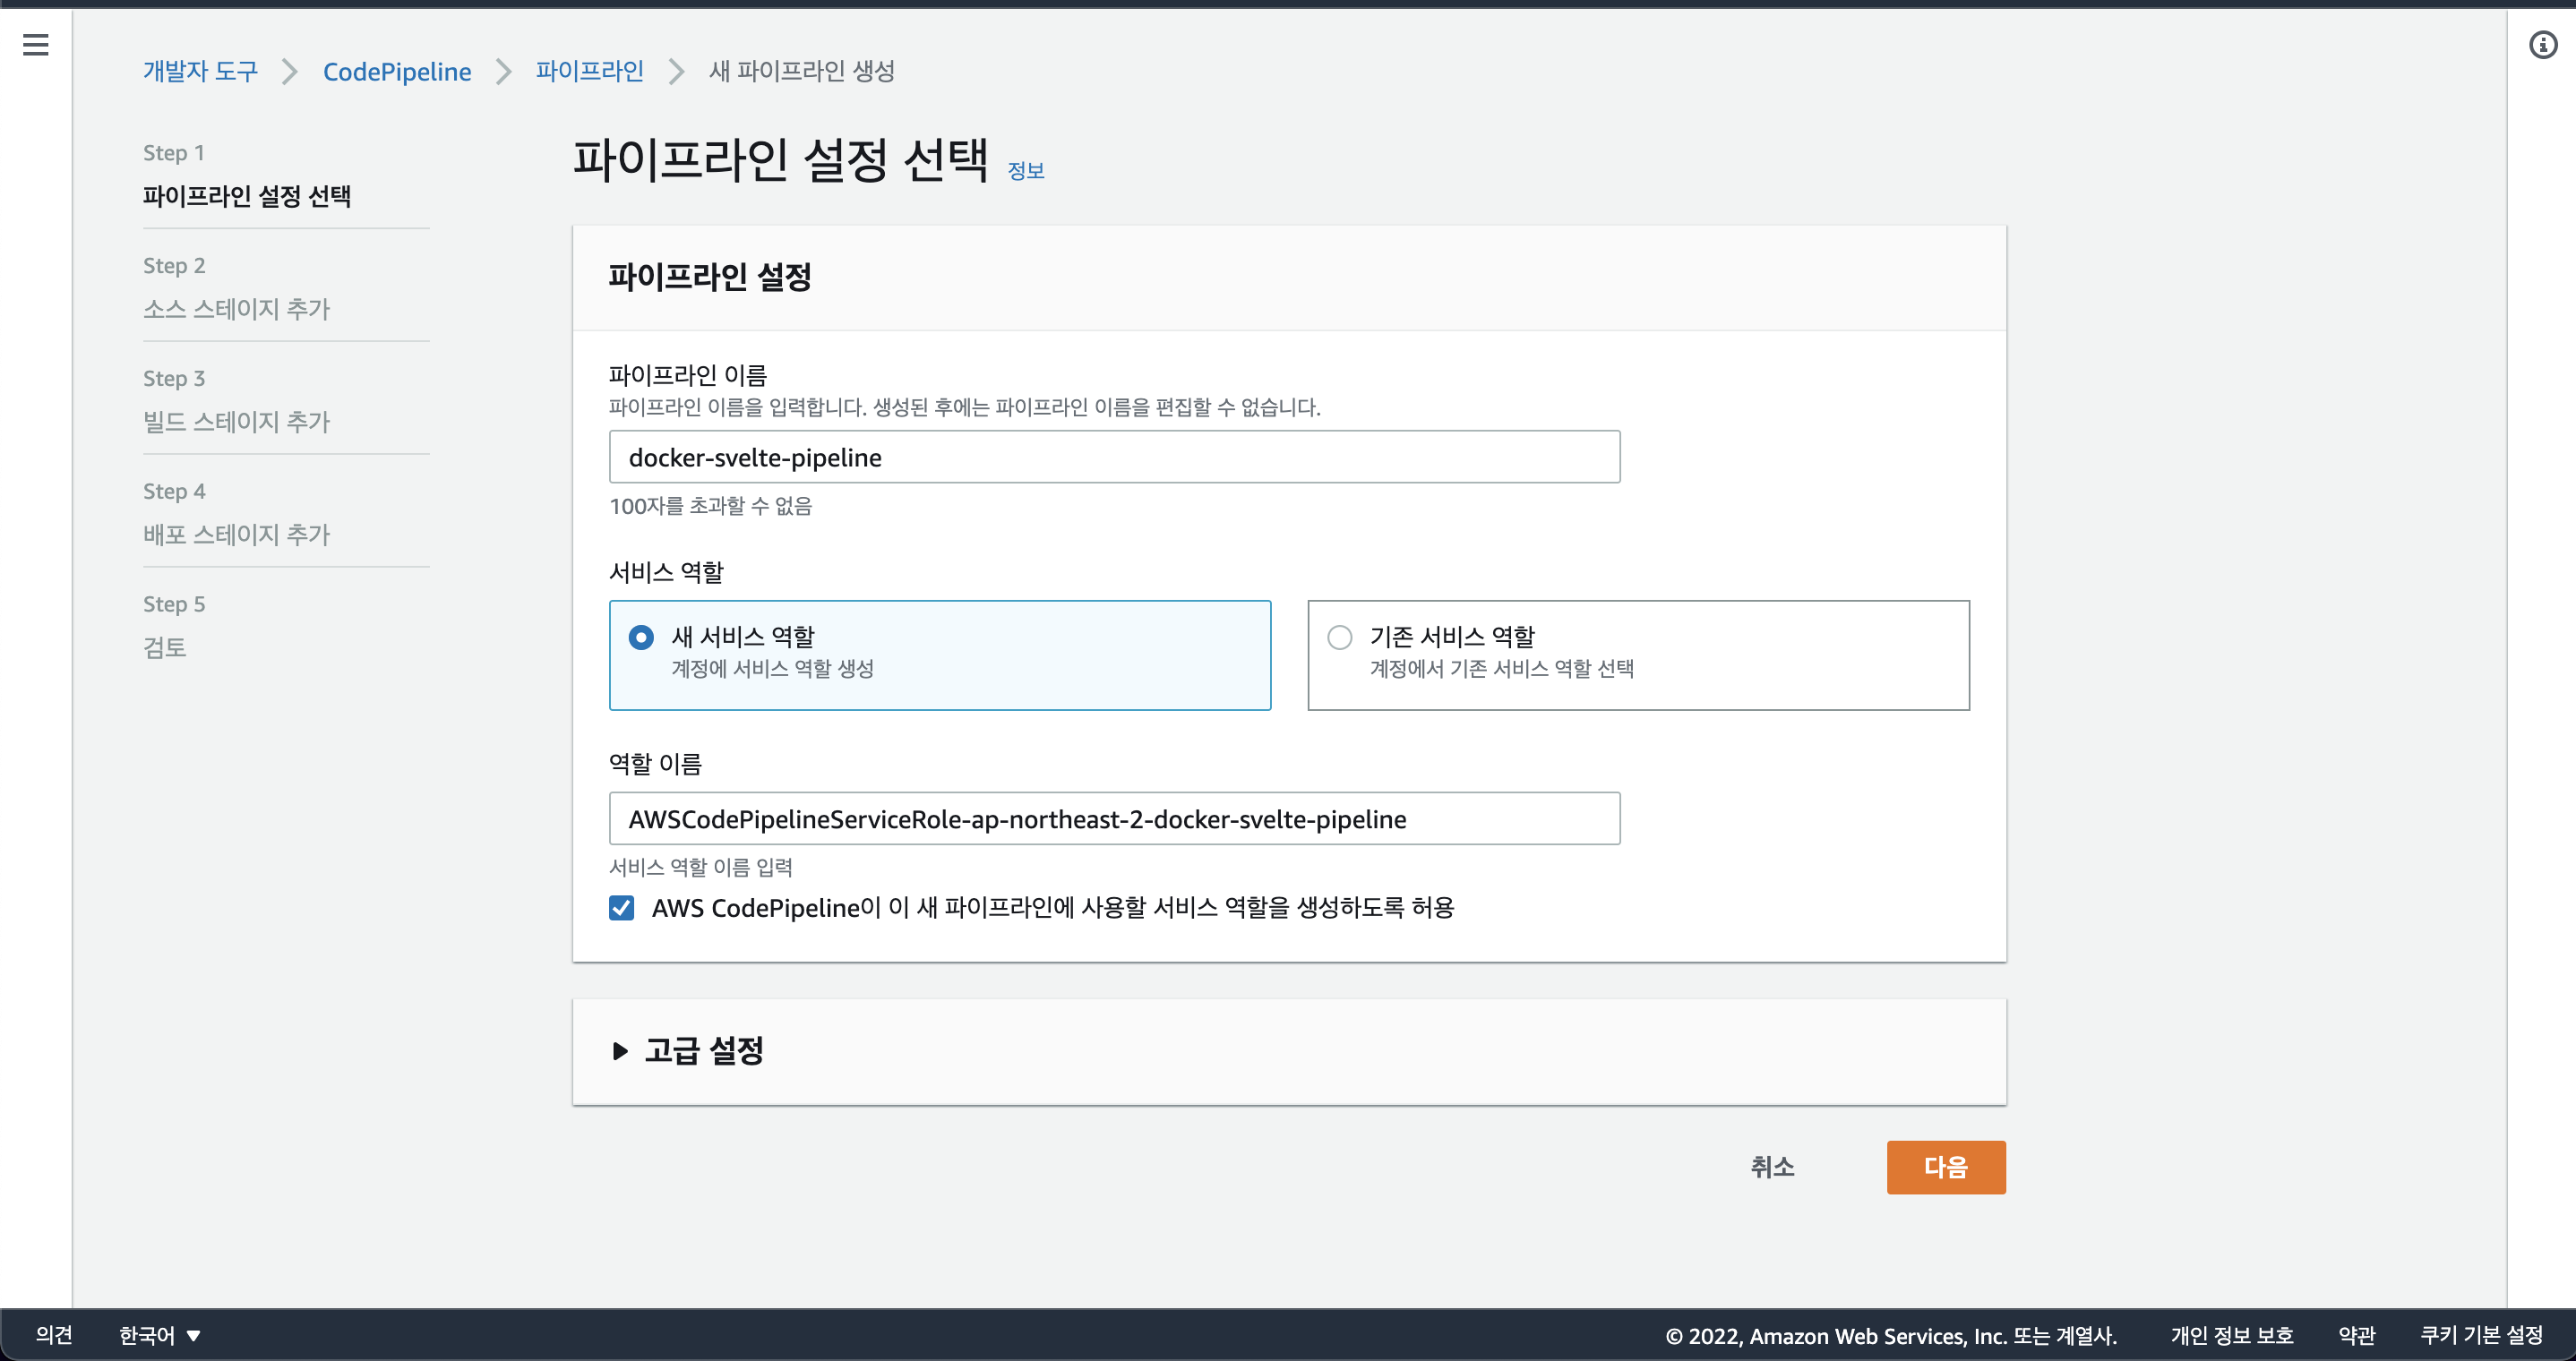 개발자 도구 > CodePipeline > 파이프라인 > 새 파이프라인 생성
Step 1
파이프라인 설정 선택
Step 2
소스 스테이지 추가
Step 3
빌드 스테이지 추가
Step 4
배포 스테이지 추가
Step 5
검토
파이프라인 설정 선택 정보
파이프라인 설정
파이프라인 이름
파이프라인 이름을 입력합니다. 생성된 후에는 파이프라인 이름을 편집할 수 없습니다.
docker-svelte-pipeline
100자를 초과할 수 없음
서비스 역할
새 서비스 역할
계정에 서비스 역할 생성
기존 서비스 역할
계정에서 기존 서비스 역할 선택
역할 이름
AWSCodePipelineServiceRole-ap-northeast-2-docker-svelte-pipeline
서비스 역할 이름 입력
AWS CodePipeline이 이 새 파이프라인에 사용할 서비스 역할을 생성하도록 허용
고급 설정
취소 다음
의견 한국어 © 2022, Amazon Web Services, Inc. 또는 계열사. 개인 정보 보호 약관 쿠키 기본 설정